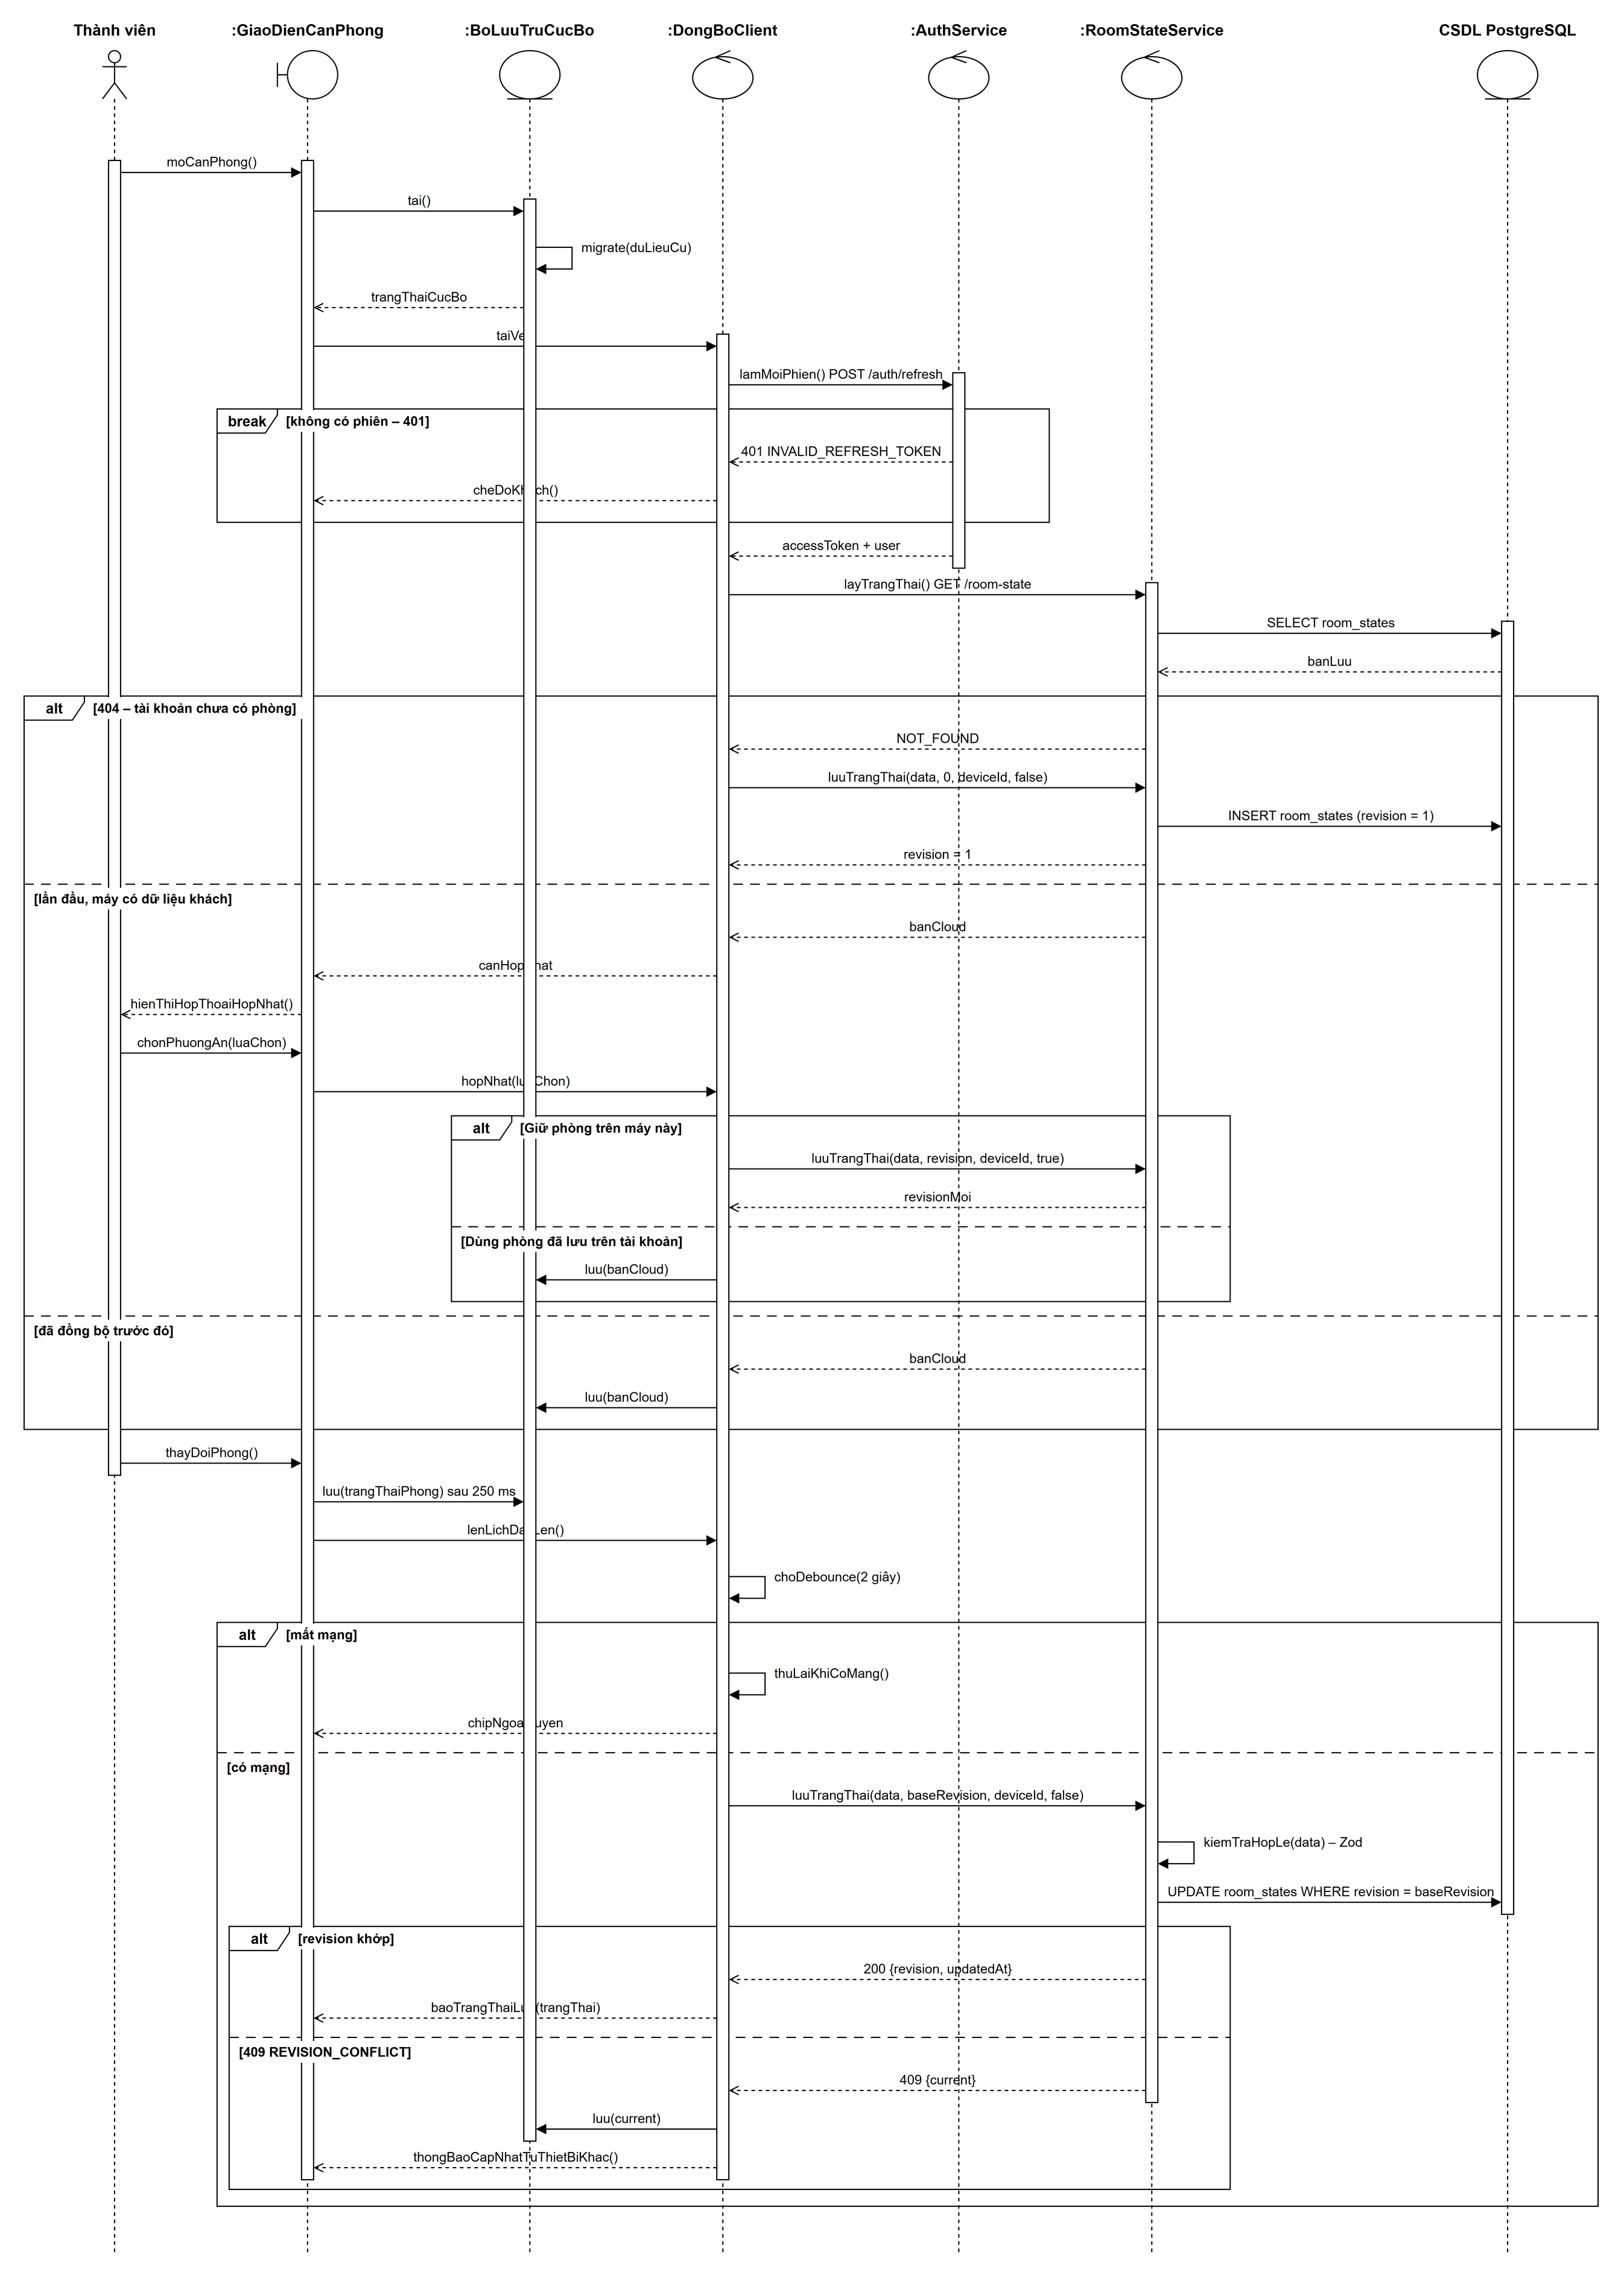 Thành viên
:GiaoDienCanPhong
:BoLuuTruCucBo
:DongBoClient
:AuthService
:RoomStateService
CSDL PostgreSQL
moCanPhong()
tai()
migrate(duLieuCu)
trangThaiCucBo
taiVe
lamMoiPhien() POST /auth/refresh
break
[không có phiên – 401]
401 INVALID_REFRESH_TOKEN
accessToken + user
layTrangThai() GET /room-state
SELECT room_states
banLuu
alt
[404 – tài khoản chưa có phòng]
NOT_FOUND
luuTrangThai(data, 0, deviceId, false)
INSERT room_states (revision = 1)
revision = 1
[lần đầu, máy có dữ liệu khách]
banCloud
hienThiHopThoaiHopNhat()
chonPhuongAn(luaChon)
alt
[Giữ phòng trên máy này]
luuTrangThai(data, revision, deviceId, true)
revisionMoi
[Dùng phòng đã lưu trên tài khoản]
luu(banCloud)
[đã đồng bộ trước đó]
banCloud
luu(banCloud)
thayDoiPhong()
luu(trangThaiPhong) sau 250 ms
choDebounce(2 giây)
alt
[mất mạng]
thuLaiKhiCoMang()
[có mạng]
luuTrangThai(data, baseRevision, deviceId, false)
kiemTraHopLe(data) – Zod
UPDATE room_states WHERE revision = baseRevision
alt
[revision khớp]
200 {revision, updatedAt}
[409 REVISION_CONFLICT]
409 {current}
luu(current)
thongBaoCapNhatTuThietBiKhac()